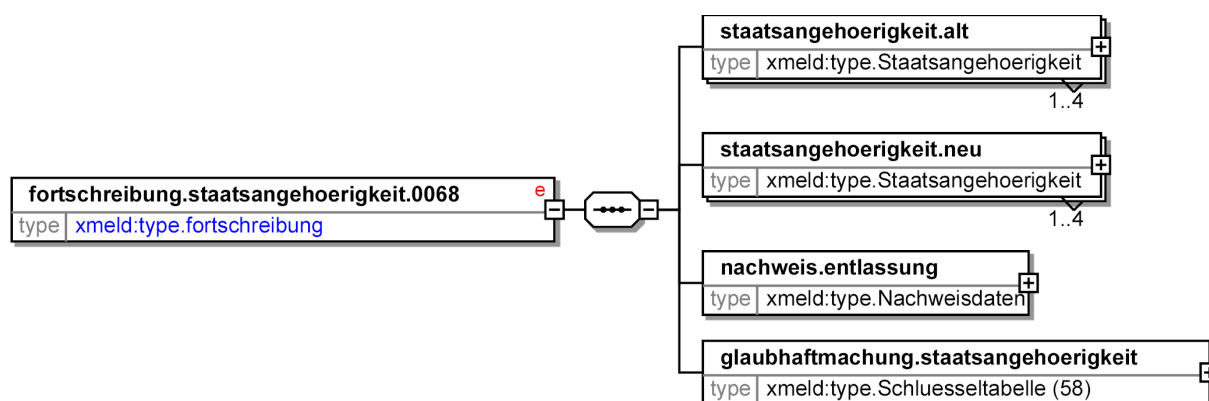 staatsangehoerigkeit.alt
type xmeld:type.Staatsangehoerigkeit
1..4
staatsangehoerigkeit.neu
type xmeld:type.Staatsangehoerigkeit
1..4
fortschreibung.staatsangehoerigkeit.0068 e
type xmeld:type.fortschreibung
nachweis.entlassung
type xmeld:type.Nachweisdaten
glaubhaftmachung.staatsangehoerigkeit
type xmeld:type.Schluesseltabelle (58)